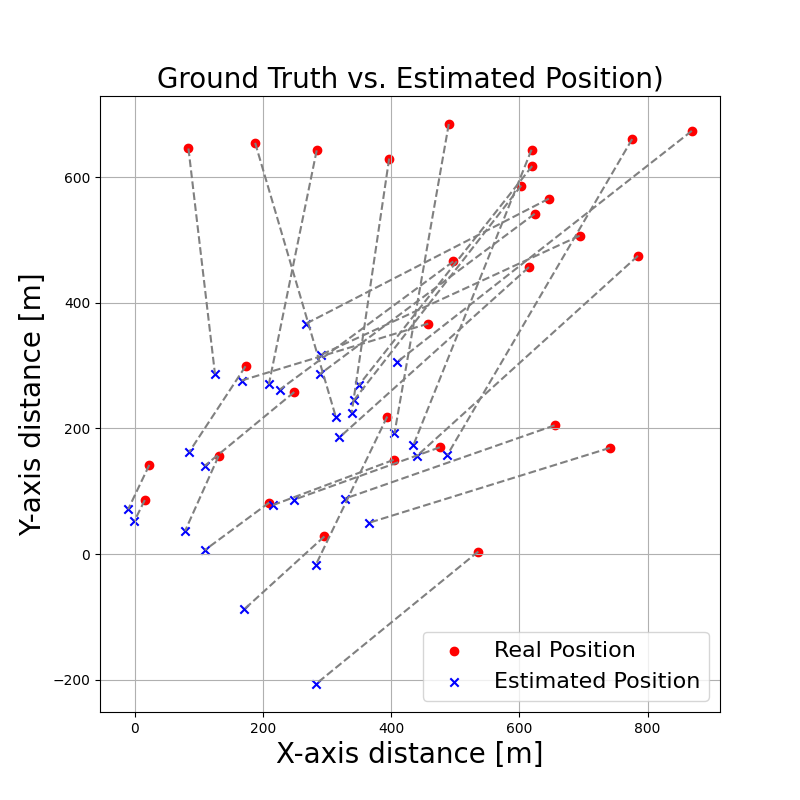 Ground Truth vs. Estimated Position)
Y-axis distance [m]
600
400
200
0
−200
0 200 400 600 800
X-axis distance [m]
Real Position
Estimated Position